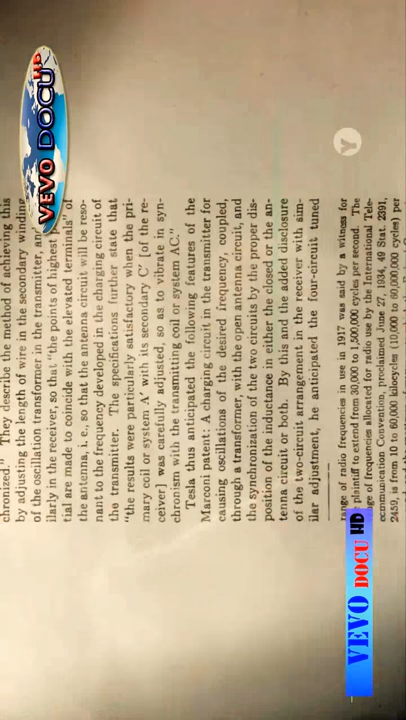 chronized." They describe the method of achieving this
by adjusting the length of wire in the secondary winding
of the oscillation transformer in the transmitter, and
ilarly in the receiver, so that "the points of highest
tial are made to coincide with the elevated terminals" of
the antenna, i. e., so that the antenna circuit will be reso-
nant to the frequency developed in the charging circuit of
the transmitter. The specifications further state that
"the results were particularly satisfactory when the pri-
mary coil or system A′ with its secondary C′ [of the re-
ceiver] was carefully adjusted, so as to vibrate in syn-
chronism with the transmitting coil or system AC."
Tesla thus anticipated the following features of the
Marconi patent: A charging circuit in the transmitter for
causing oscillations of the desired frequency, coupled,
through a transformer, with the open antenna circuit, and
the synchronization of the two circuits by the proper dis-
position of the inductance in either the closed or the an-
tenna circuit or both. By this and the added disclosure
of the two-circuit arrangement in the receiver with sim-
ilar adjustment, he anticipated the four-circuit tuned
range of radio frequencies in use in 1917 was said by a witness for
plaintiff to extend from 30,000 to 1,500,000 cycles per second. The
ge of frequencies allocated for radio use by the International Tele-
communication Convention, proclaimed June 27, 1934, 49 Stat. 2391,
2459, is from 10 to 60,000 kilocycles (10,000 to 60,000,000 cycles) per
VEVO DOCU HD
Y
VEVO DOCU HD